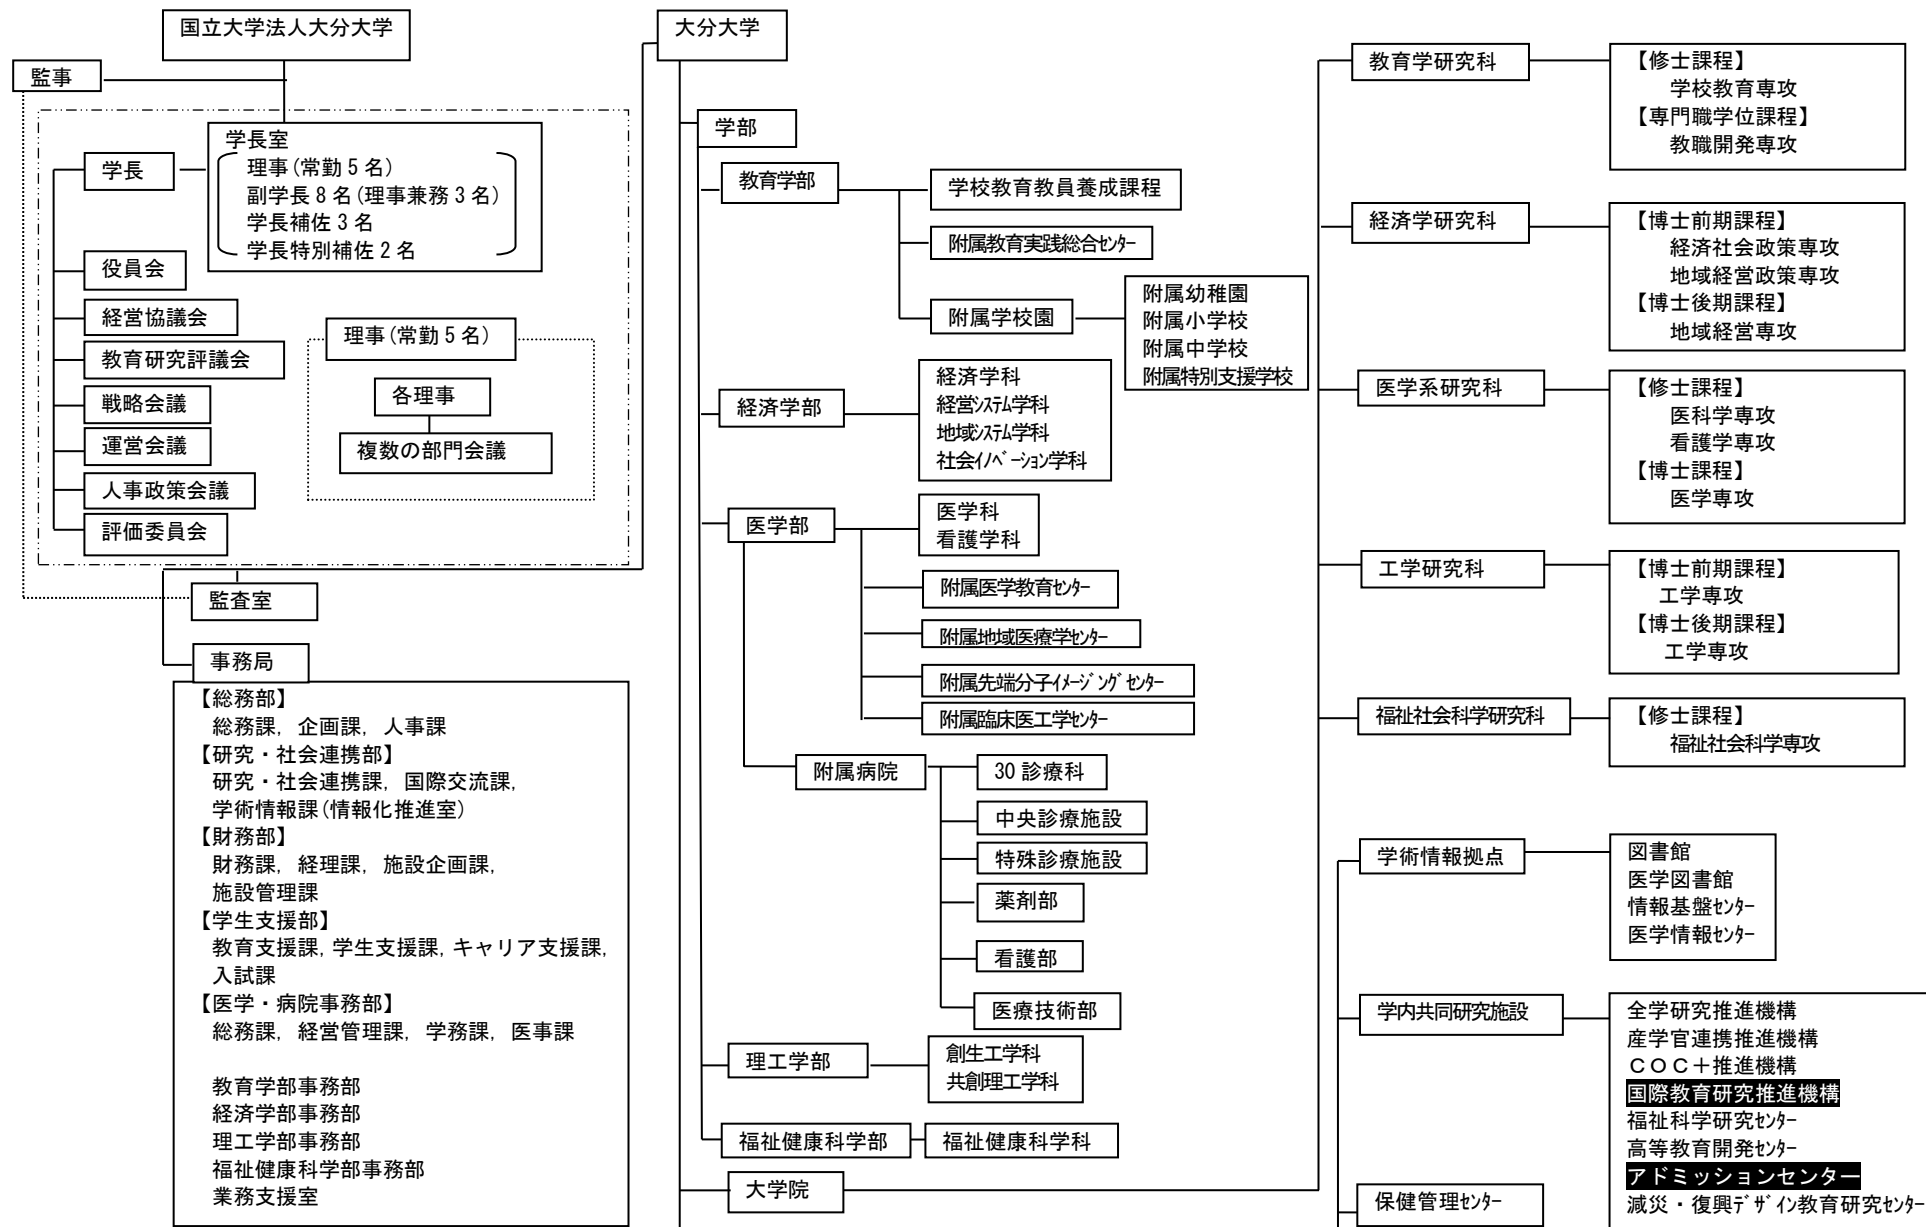 国立大学法人大分大学
監事
学長
学長室
理事(常勤5名)
副学長8名(理事兼務3名)
学長補佐3名
学長特別補佐2名
役員会
経営協議会
教育研究評議会
戦略会議
運営会議
人事政策会議
評価委員会
理事(常勤5名)
各理事
複数の部門会議
監査室
事務局
【総務部】
総務課,企画課,人事課
【研究・社会連携部】
研究・社会連携課,国際交流課,
学術情報課(情報化推進室)
【財務部】
財務課,経理課,施設企画課,
施設管理課
【学生支援部】
教育支援課,学生支援課,キャリア支援課,
入試課
【医学・病院事務部】
総務課,経営管理課,学務課,医事課
教育学部事務部
経済学部事務部
理工学部事務部
福祉健康科学部事務部
業務支援室
大分大学
学部
教育学部
学校教育教員養成課程
附属教育実践総合ｾﾝﾀｰ
附属学校園
附属幼稚園
附属小学校
附属中学校
附属特別支援学校
経済学部
経済学科
経営ｼｽﾃﾑ学科
地域ｼｽﾃﾑ学科
社会ｲﾉﾍﾞｰｼｮﾝ学科
医学部
医学科
看護学科
附属医学教育ｾﾝﾀｰ
附属地域医療学ｾﾝﾀｰ
附属先端分子ｲﾒｰｼﾞﾝｸﾞｾﾝﾀｰ
附属臨床医工学ｾﾝﾀｰ
附属病院
30診療科
中央診療施設
特殊診療施設
薬剤部
看護部
医療技術部
理工学部
創生工学科
共創理工学科
福祉健康科学部
福祉健康科学科
大学院
教育学研究科
【修士課程】
学校教育専攻
【専門職学位課程】
教職開発専攻
経済学研究科
【博士前期課程】
経済社会政策専攻
地域経営政策専攻
【博士後期課程】
地域経営専攻
医学系研究科
【修士課程】
医科学専攻
看護学専攻
【博士課程】
医学専攻
工学研究科
【博士前期課程】
工学専攻
【博士後期課程】
工学専攻
福祉社会科学研究科
【修士課程】
福祉社会科学専攻
学術情報拠点
図書館
医学図書館
情報基盤ｾﾝﾀｰ
医学情報ｾﾝﾀｰ
学内共同研究施設
全学研究推進機構
産学官連携推進機構
ＣＯＣ＋推進機構
国際教育研究推進機構
福祉科学研究ｾﾝﾀｰ
高等教育開発ｾﾝﾀｰ
アドミッションセンター
減災・復興ﾃﾞｻﾞｲﾝ教育研究ｾﾝﾀｰ
保健管理ｾﾝﾀｰ